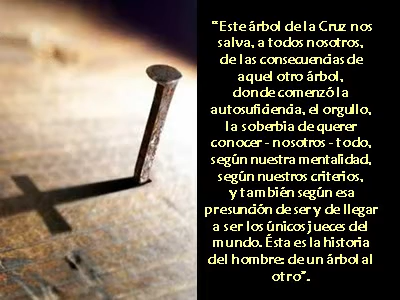 “Este árbol de la Cruz nos
salva, a todos nosotros,
de las consecuencias de
aquel otro árbol,
donde comenzó la
autosuficiencia, el orgullo,
la soberbia de querer
conocer - nosotros - todo,
según nuestra mentalidad,
según nuestros criterios,
y también según esa
presunción de ser y de llegar
a ser los únicos jueces del
mundo. Ésta es la historia
del hombre: de un árbol al
otro”.